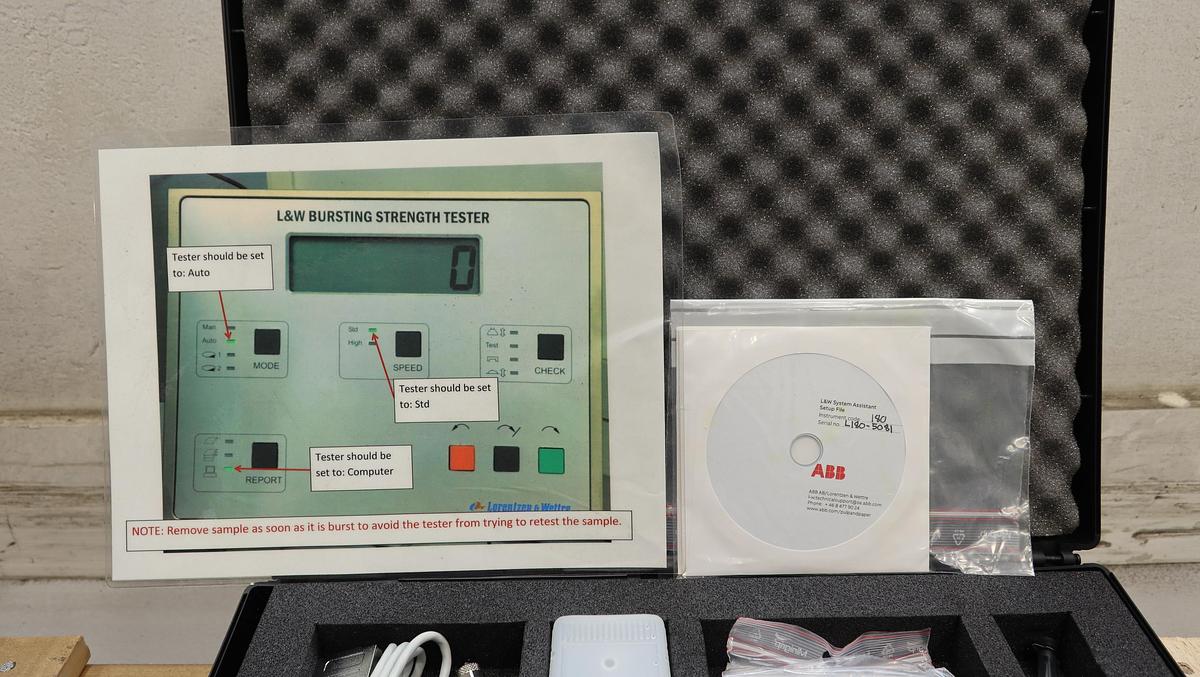 L&W BURSTING STRENGTH TESTER
0
Tester should be set
to: Auto
Man
Auto
1
2
MODE
Std
High
SPEED
Test
CHECK
Tester should be set
to: Std
Tester should be
set to: Computer
REPORT
Lorentzen & Wettre
NOTE: Remove sample as soon as it is burst to avoid the tester from trying to retest the sample.
L&W System Assistant
Setup File
Instrument code 180
Serial no. L180-5081
ABB
ABB AB/Lorentzen & Wettre
Phone: + 46 8 477 90 24
www.abb.com/pulpandpaper
Minigrip